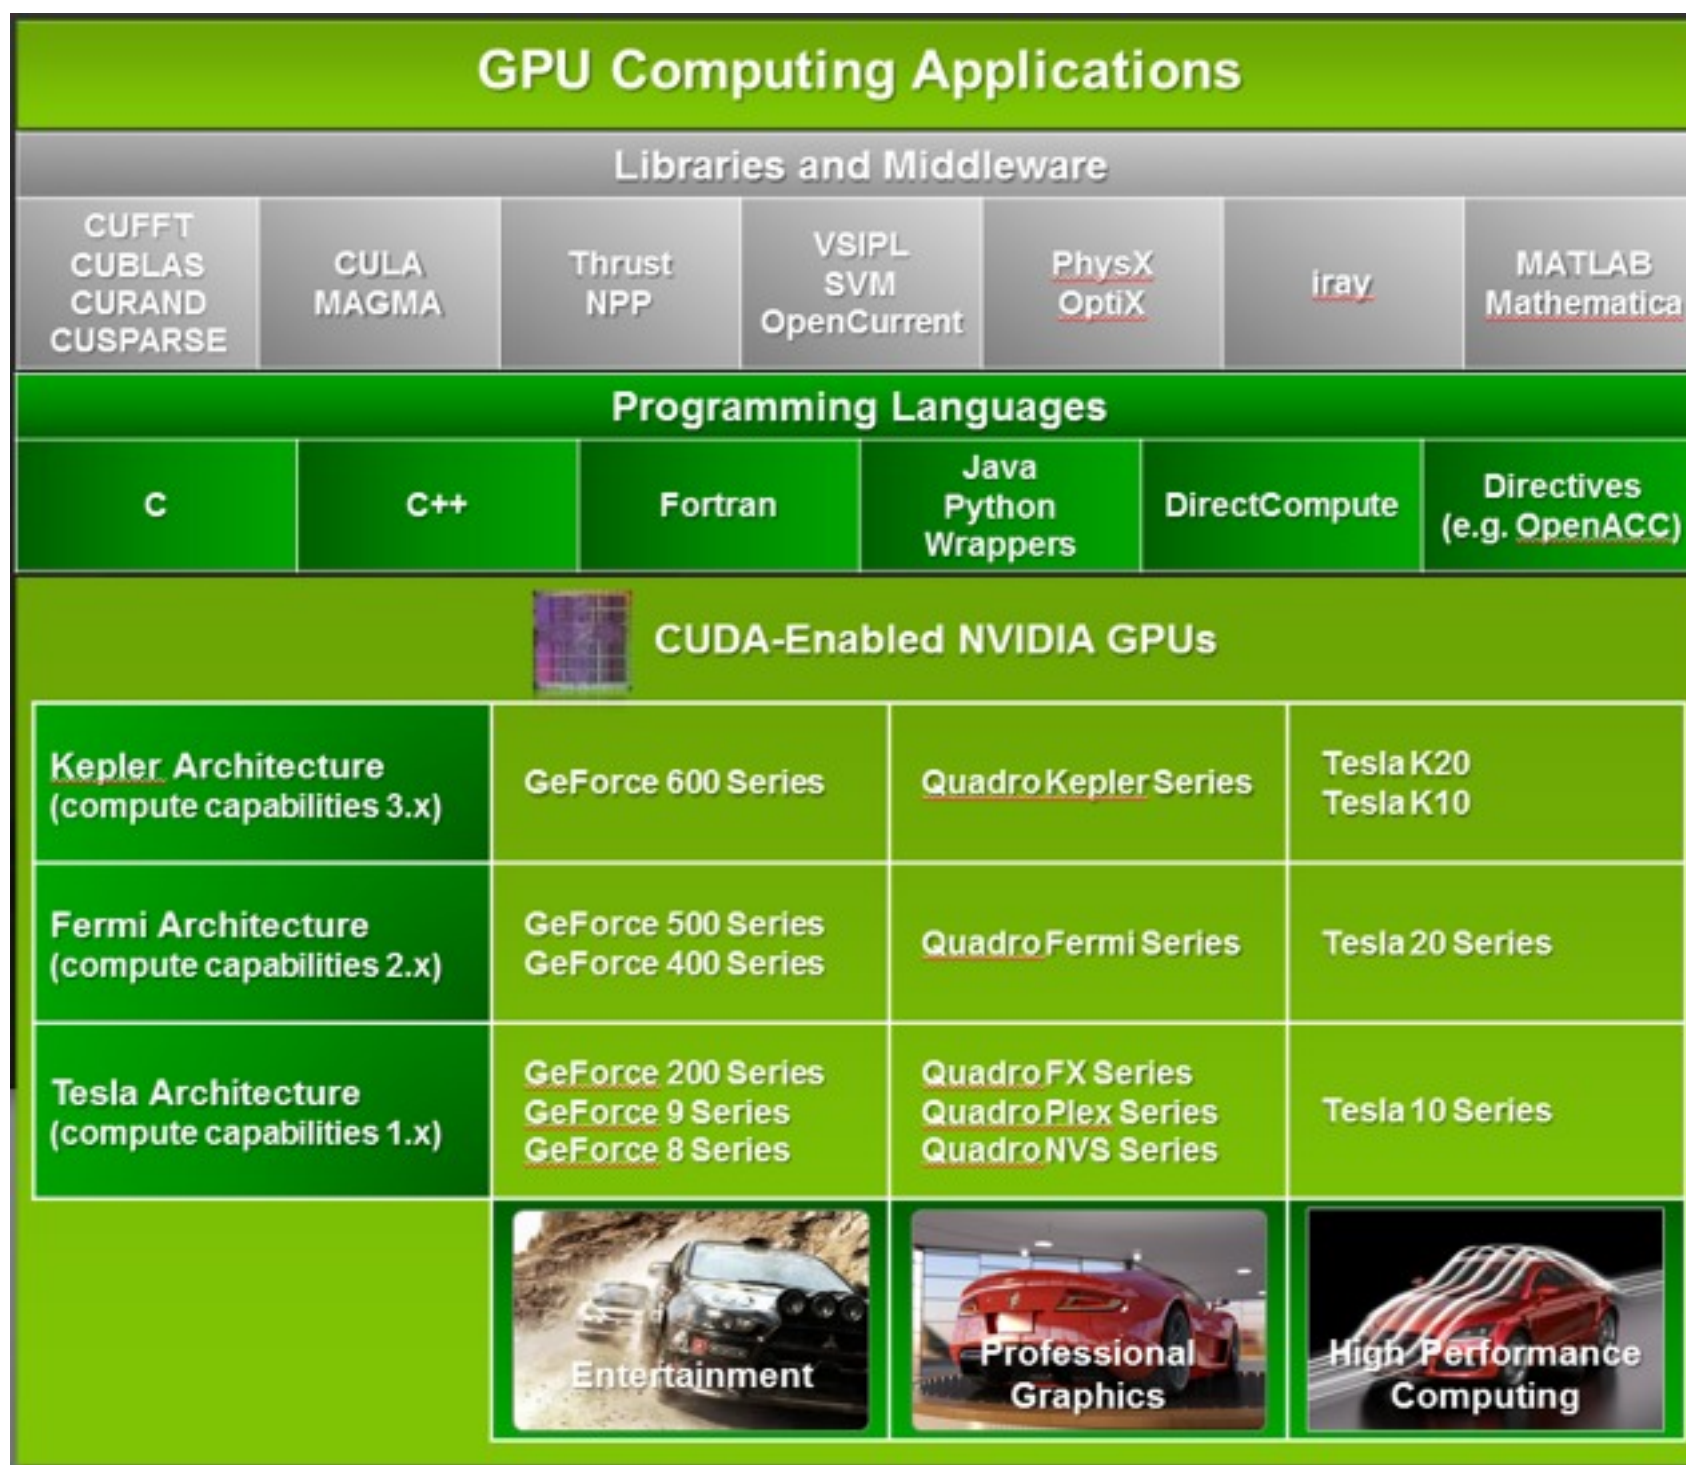 GPU Computing Applications
Libraries and Middleware
CUFFT
CUBLAS
CURAND
CUSPARSE
CULA
MAGMA
Thrust
NPP
VSIPL
SVM
OpenCurrent
PhysX
OptiX
iray
MATLAB
Mathematica
Programming Languages
C
C++
Fortran
Java
Python
Wrappers
DirectCompute
Directives
(e.g. OpenACC)
CUDA-Enabled NVIDIA GPUs
Kepler Architecture
(compute capabilities 3.x)
GeForce 600 Series
Quadro Kepler Series
Tesla K20
Tesla K10
Fermi Architecture
(compute capabilities 2.x)
GeForce 500 Series
GeForce 400 Series
Quadro Fermi Series
Tesla 20 Series
Tesla Architecture
(compute capabilities 1.x)
GeForce 200 Series
GeForce 9 Series
GeForce 8 Series
Quadro FX Series
Quadro Plex Series
Quadro NVS Series
Tesla 10 Series
Entertainment
Professional
Graphics
High Performance
Computing